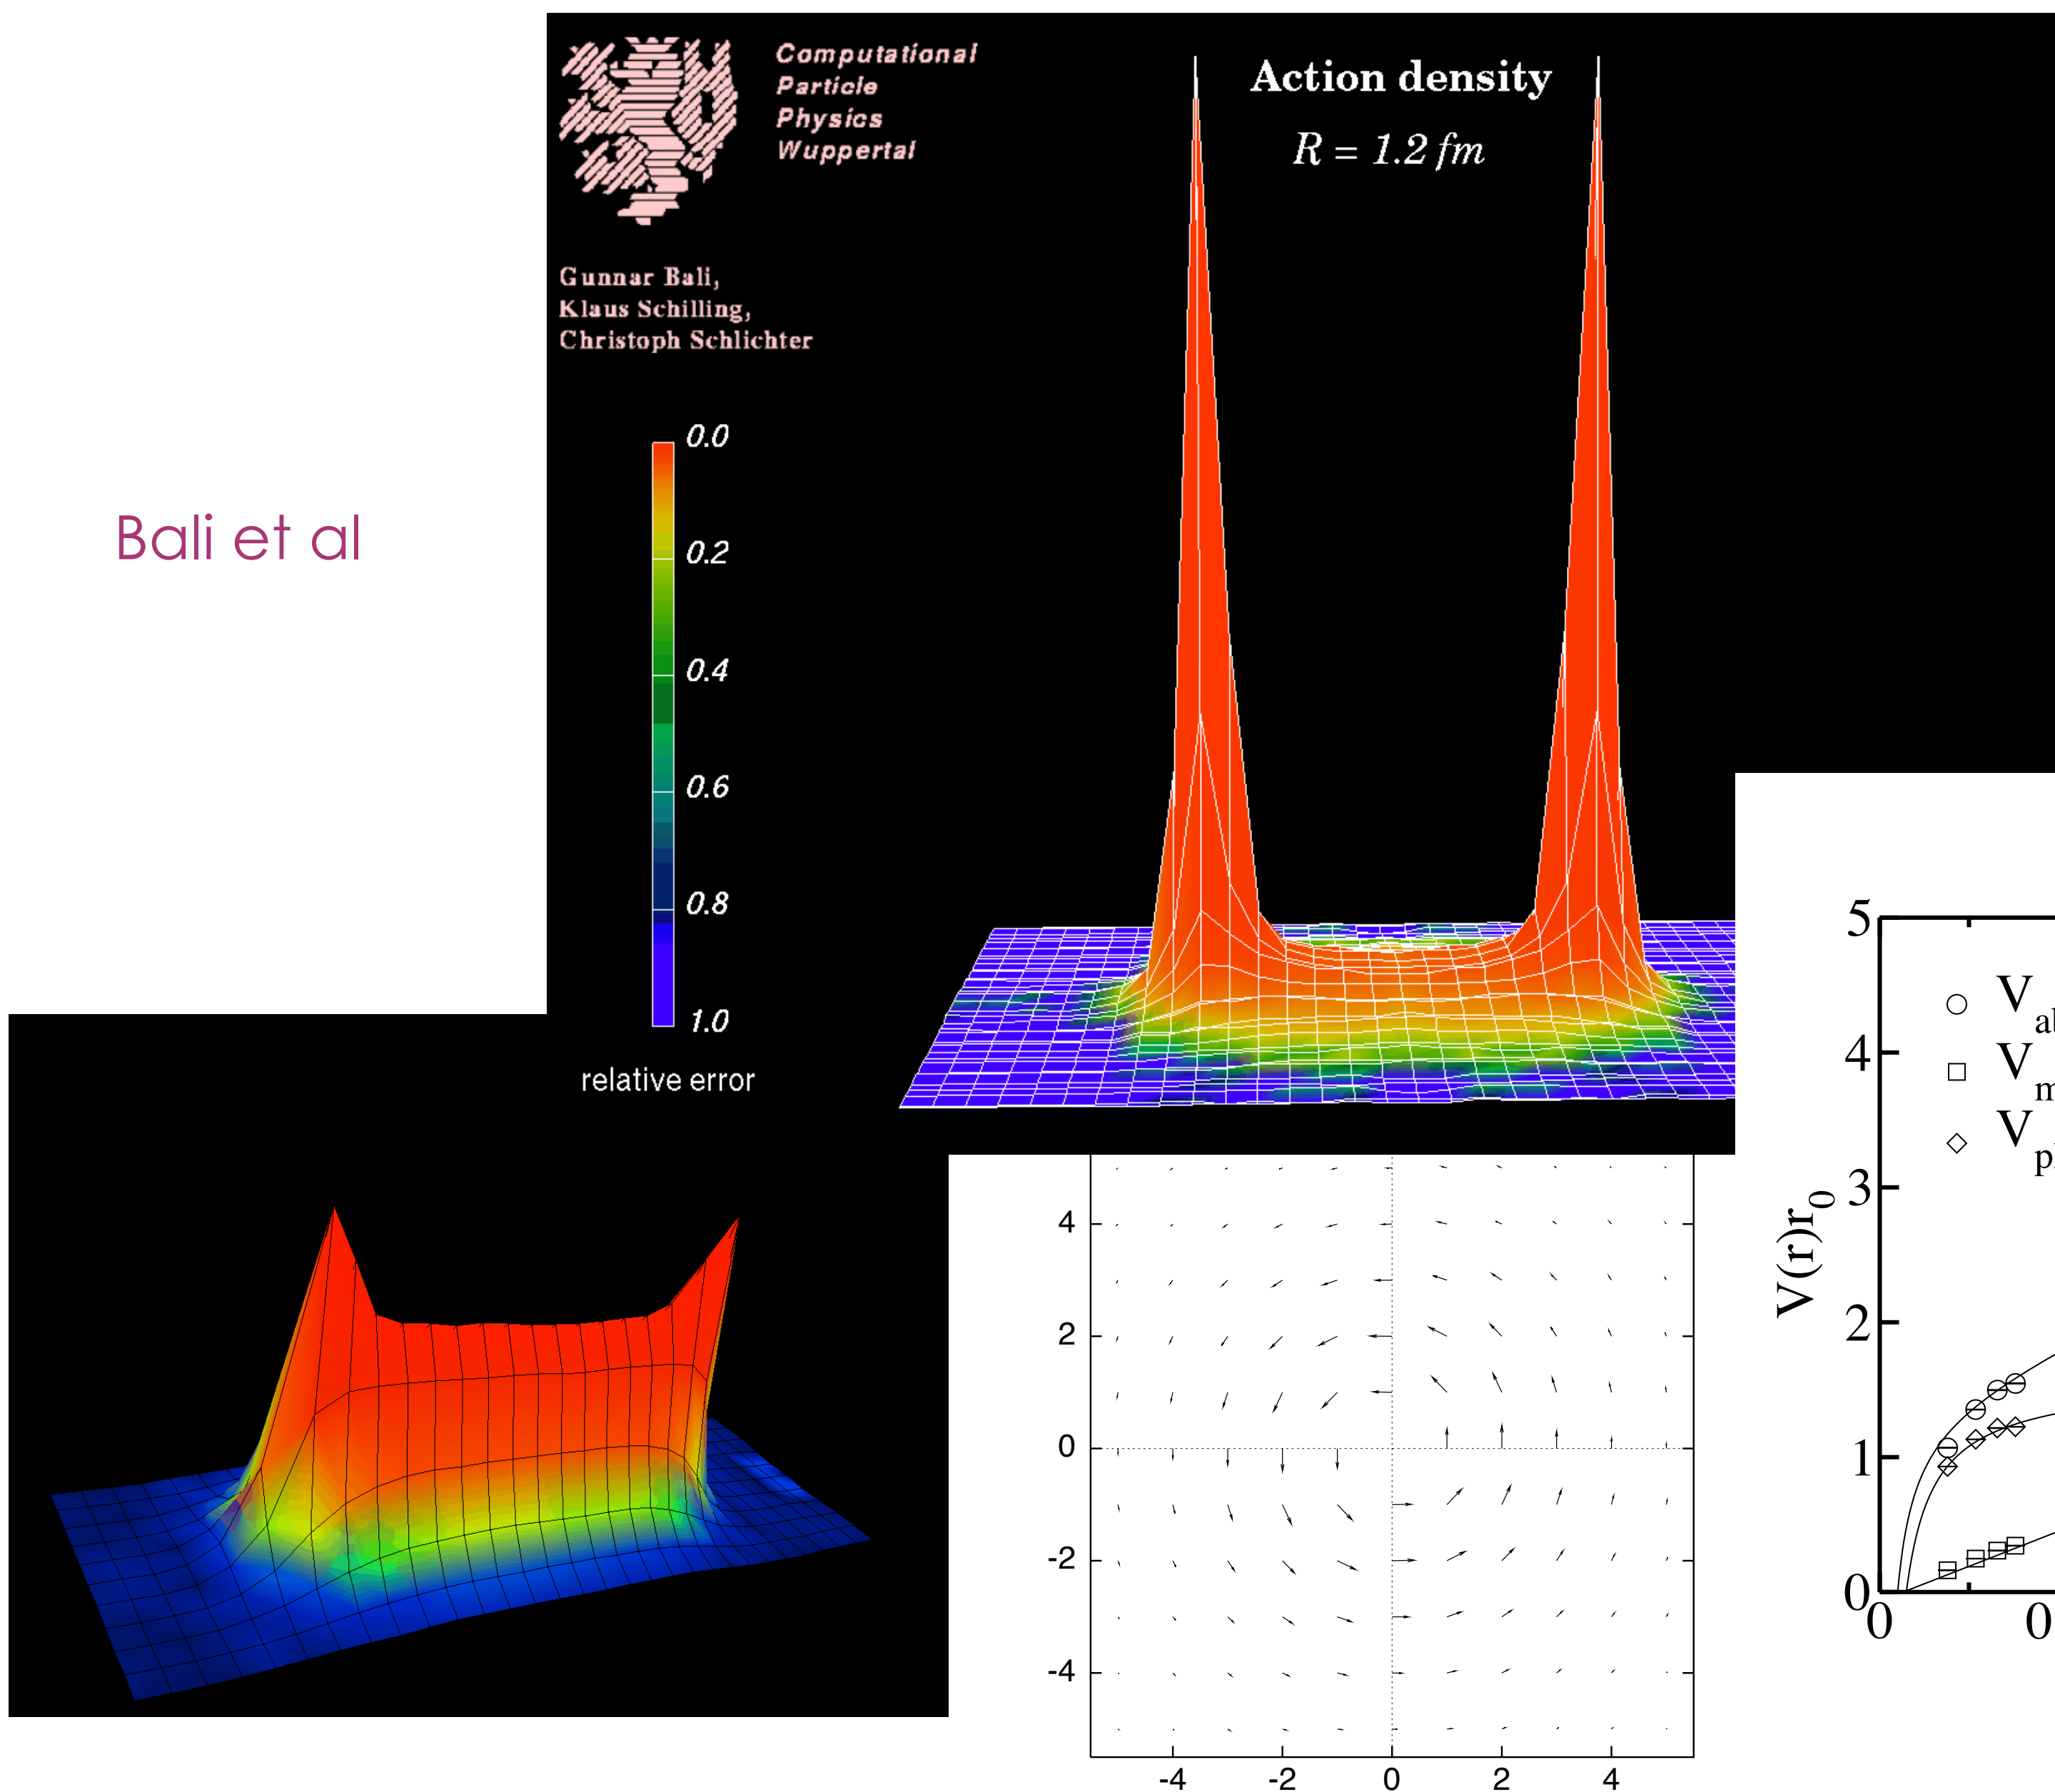 Computational
Particle
Physics
Wuppertal
Action density
R = 1.2 fm
Gunnar Bali,
Klaus Schilling,
Christoph Schlichter
Bali et al
0.0
0.2
0.4
0.6
0.8
1.0
relative error
5
4
3
2
1
0
V(r)r0
V
V
V
0
4
2
0
-2
-4
-4
-2
0
2
4